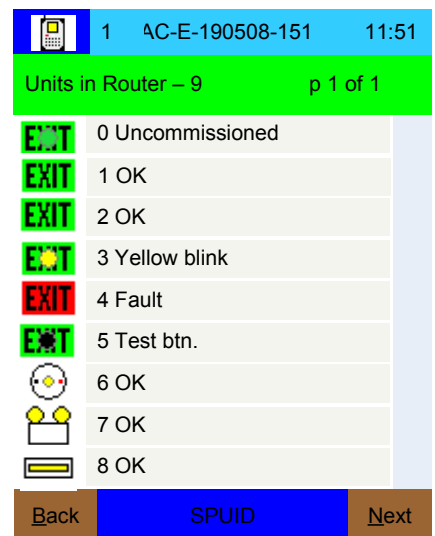 1 AC-E-190508-151 11:51
Units in Router – 9 p 1 of 1
EXIT 0 Uncommissioned
EXIT 1 OK
EXIT 2 OK
EXIT 3 Yellow blink
EXIT 4 Fault
EXIT 5 Test btn.
6 OK
7 OK
8 OK
Back SPUID Next